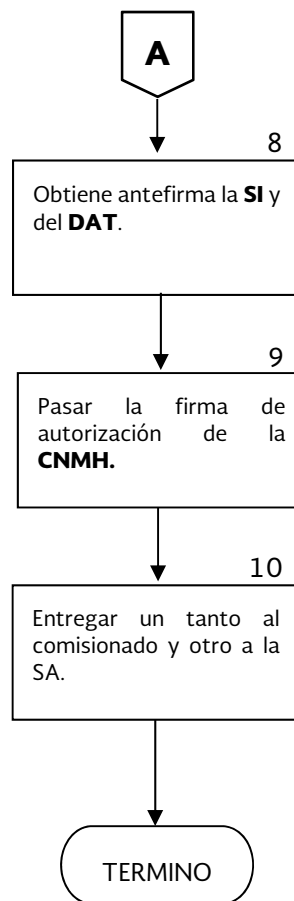 A
8
Obtiene antefirma la SI y
del DAT.
9
Pasar la firma de
autorización de la
CNMH.
10
Entregar un tanto al
comisionado y otro a la
SA.
TERMINO